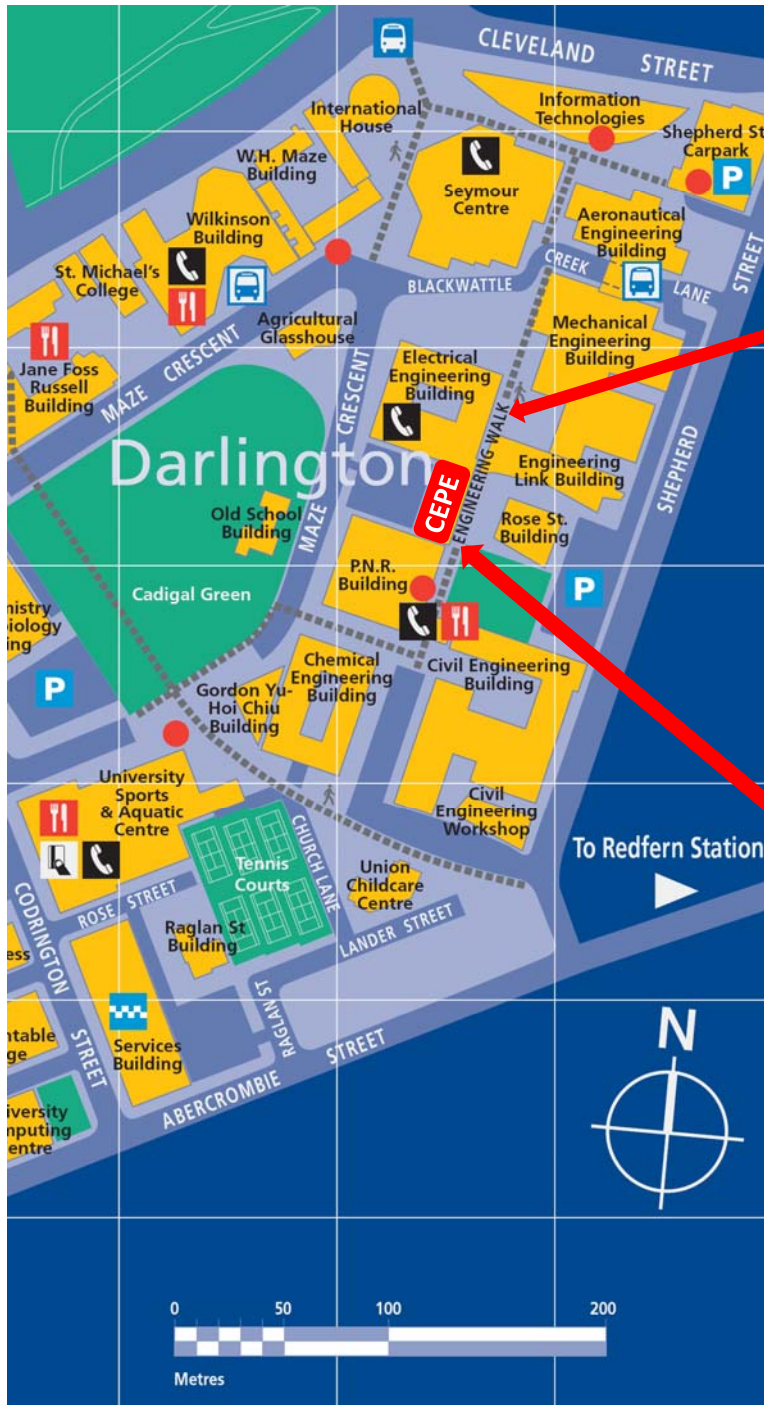 CLEVELAND STREET
International
House
Information
Technologies
Shepherd St
Carpark
P
W.H. Maze
Building
Seymour
Centre
Wilkinson
Building
Aeronautical
Engineering
Building
St. Michael's
College
BLACKWATTLE CREEK LANE
STREET
Agricultural
Glasshouse
Mechanical
Engineering
Building
Jane Foss
Russell
Building
MAZE CRESCENT
Electrical
Engineering
Building
MAZE CRESCENT
ENGINEERING WALK
SHEPHERD
Darlington
Engineering
Link Building
CEPE
Old School
Building
Rose St.
Building
P.N.R.
Building
Cadigal Green
P
nistry
biology
ing
P
Chemical
Engineering
Building
Civil Engineering
Building
Gordon Yu-
Hoi Chiu
Building
University
Sports
& Aquatic
Centre
Civil
Engineering
Workshop
To Redfern Station
Tennis
Courts
CHURCH LANE
Union
Childcare
Centre
CODRINGTON STREET
ROSE STREET
Raglan St
Building
LANDER STREET
ess
RAGLAN ST
Services
Building
ntable
ge
ABERCROMBIE STREET
iversity
mputing
entre
N
0 50 100 200
Metres